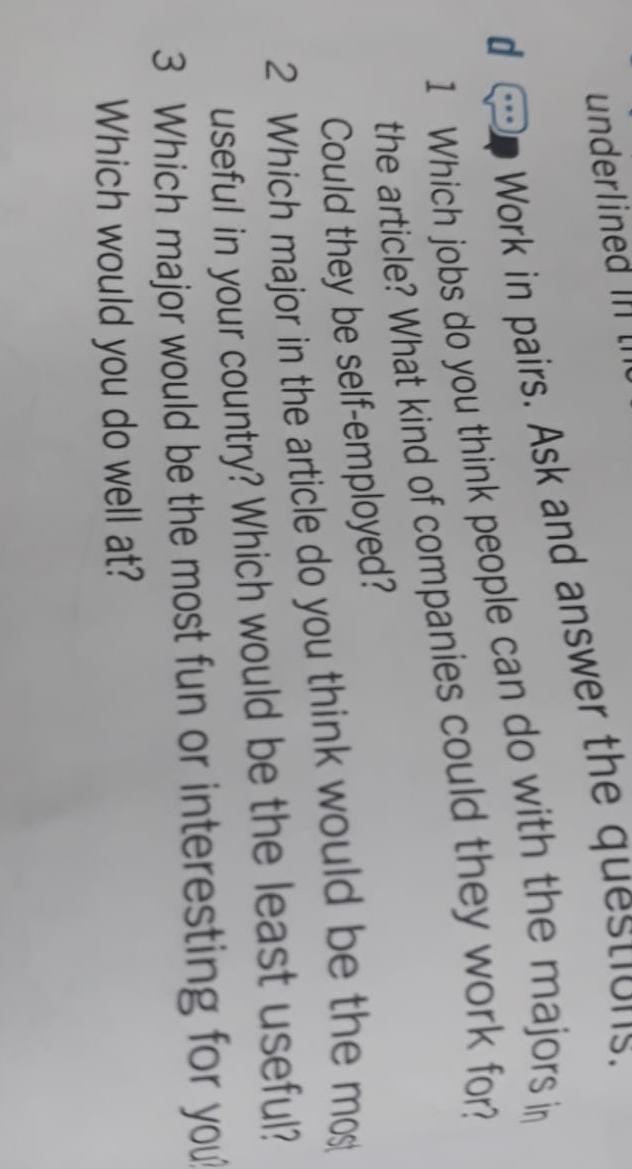 underlined in
d Work in pairs. Ask and answer the questions.
1 Which jobs do you think people can do with the majors in
the article? What kind of companies could they work for?
Could they be self-employed?
2 Which major in the article do you think would be the most
useful in your country? Which would be the least useful?
3 Which major would be the most fun or interesting for you?
Which would you do well at?